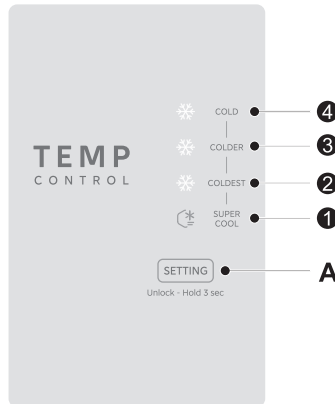 TEMP
CONTROL
COLD 4
COLDER 3
COLDEST 2
SUPER
COOL 1
SETTING A
Unlock - Hold 3 sec